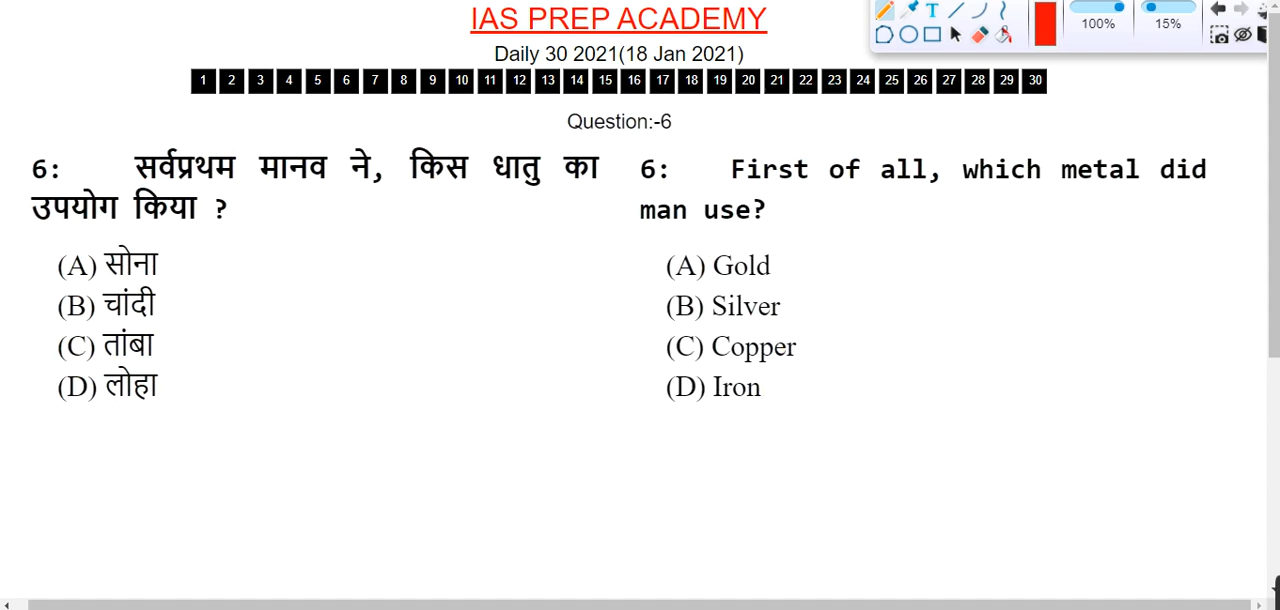 IAS PREP ACADEMY
Daily 30 2021(18 Jan 2021)
1 2 3 4 5 6 7 8 9 10 11 12 13 14 15 16 17 18 19 20 21 22 23 24 25 26 27 28 29 30
Question:-6
6: सर्वप्रथम मानव ने, किस धातु का
उपयोग किया ?
(A) सोना
(B) चांदी
(C) तांबा
(D) लोहा
6: First of all, which metal did
man use?
(A) Gold
(B) Silver
(C) Copper
(D) Iron
T
100%
15%